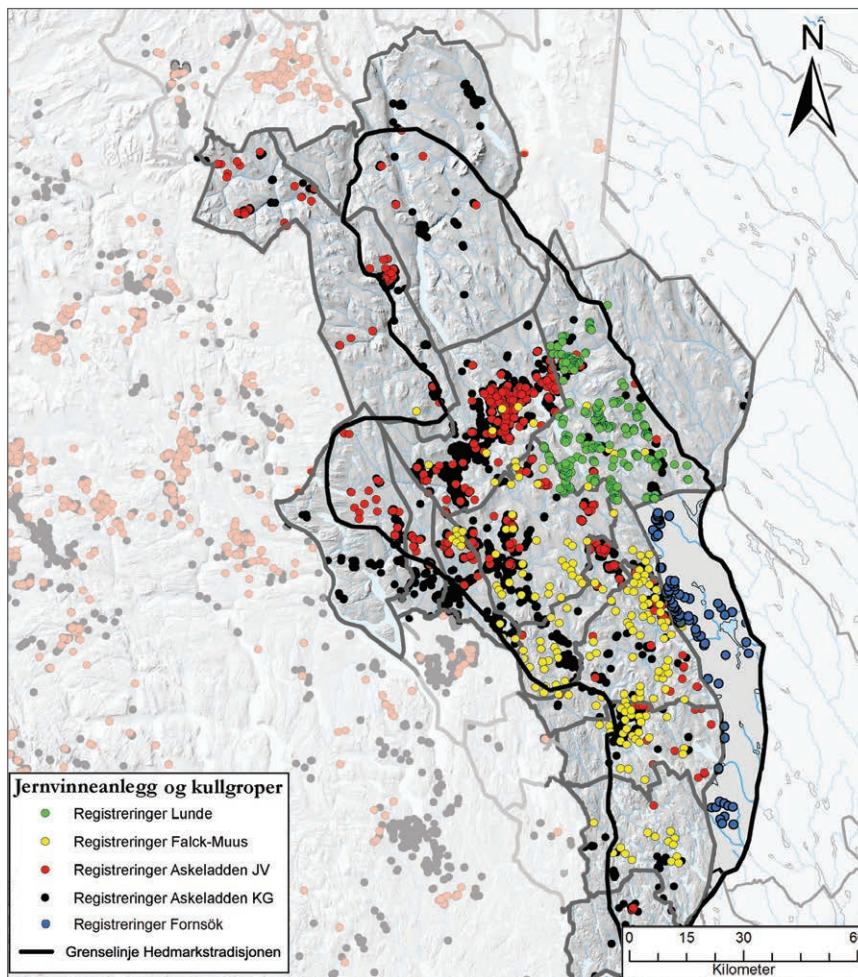 N
Jernvinneanlegg og kullgroper
Registreringer Lunde
Registreringer Falck-Muus
Registreringer Askeladden JV
Registreringer Askeladden KG
Registreringer Fornsök
Grenselinje Hedmarkstradisjonen
0 15 30 60
Kilometer